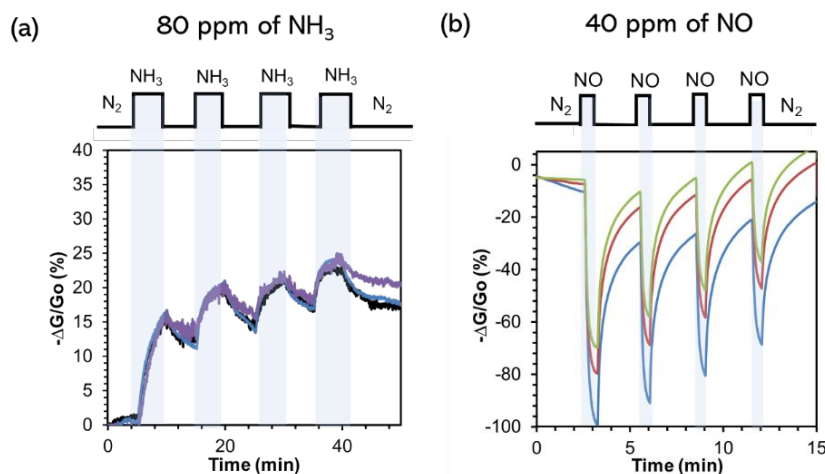 (a) 80 ppm of NH₃
NH₃ NH₃ NH₃ NH₃
N₂ N₂
40
35
30
25
20
15
10
5
0
-ΔG/Go (%)
0 20 40
Time (min)
(b) 40 ppm of NO
NO NO NO NO
N₂ N₂
0
-20
-40
-60
-80
-100
-ΔG/Go (%)
0 5 10 15
Time (min)